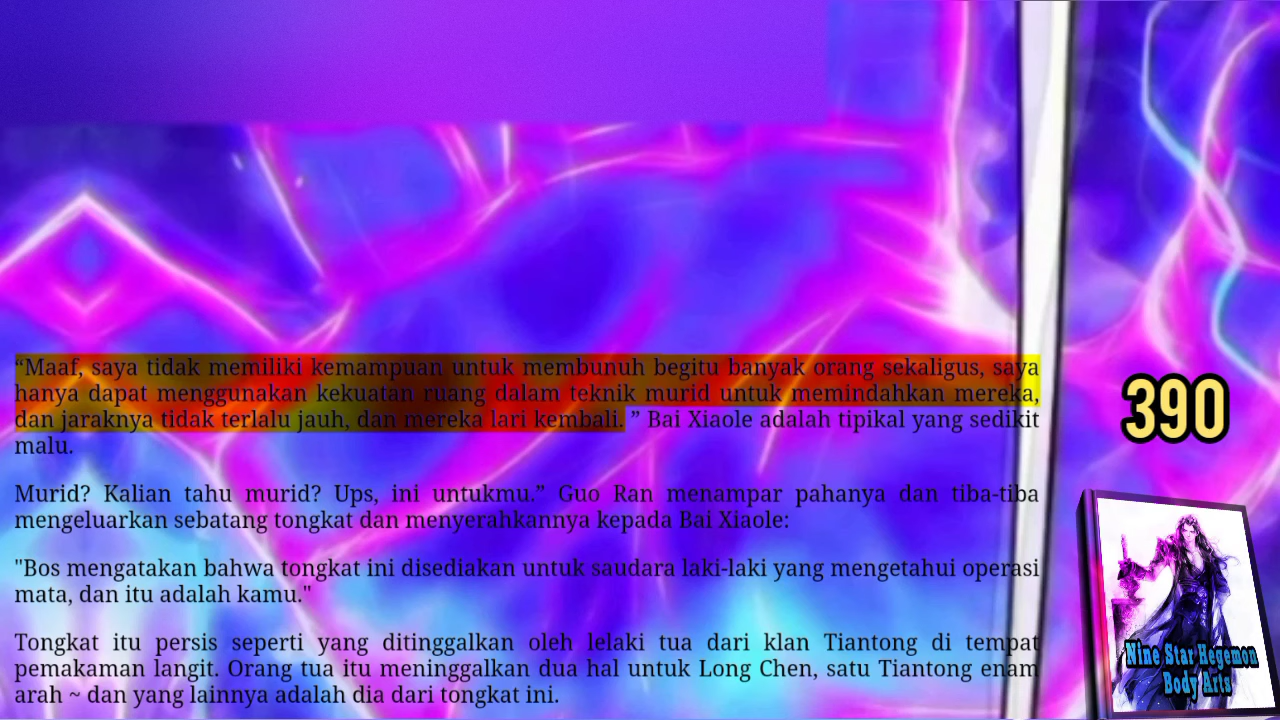 “Maaf, saya tidak memiliki kemampuan untuk membunuh begitu banyak orang sekaligus, saya
hanya dapat menggunakan kekuatan ruang dalam teknik murid untuk memindahkan mereka,
dan jaraknya tidak terlalu jauh, dan mereka lari kembali. ” Bai Xiaole adalah tipikal yang sedikit
malu.
Murid? Kalian tahu murid? Ups, ini untukmu.” Guo Ran menampar pahanya dan tiba-tiba
mengeluarkan sebatang tongkat dan menyerahkannya kepada Bai Xiaole:
"Bos mengatakan bahwa tongkat ini disediakan untuk saudara laki-laki yang mengetahui operasi
mata, dan itu adalah kamu."
Tongkat itu persis seperti yang ditinggalkan oleh lelaki tua dari klan Tiantong di tempat
pemakaman langit. Orang tua itu meninggalkan dua hal untuk Long Chen, satu Tiantong enam
arah ~ dan yang lainnya adalah dia dari tongkat ini.
390
Nine Star Hegemon
Body Arts